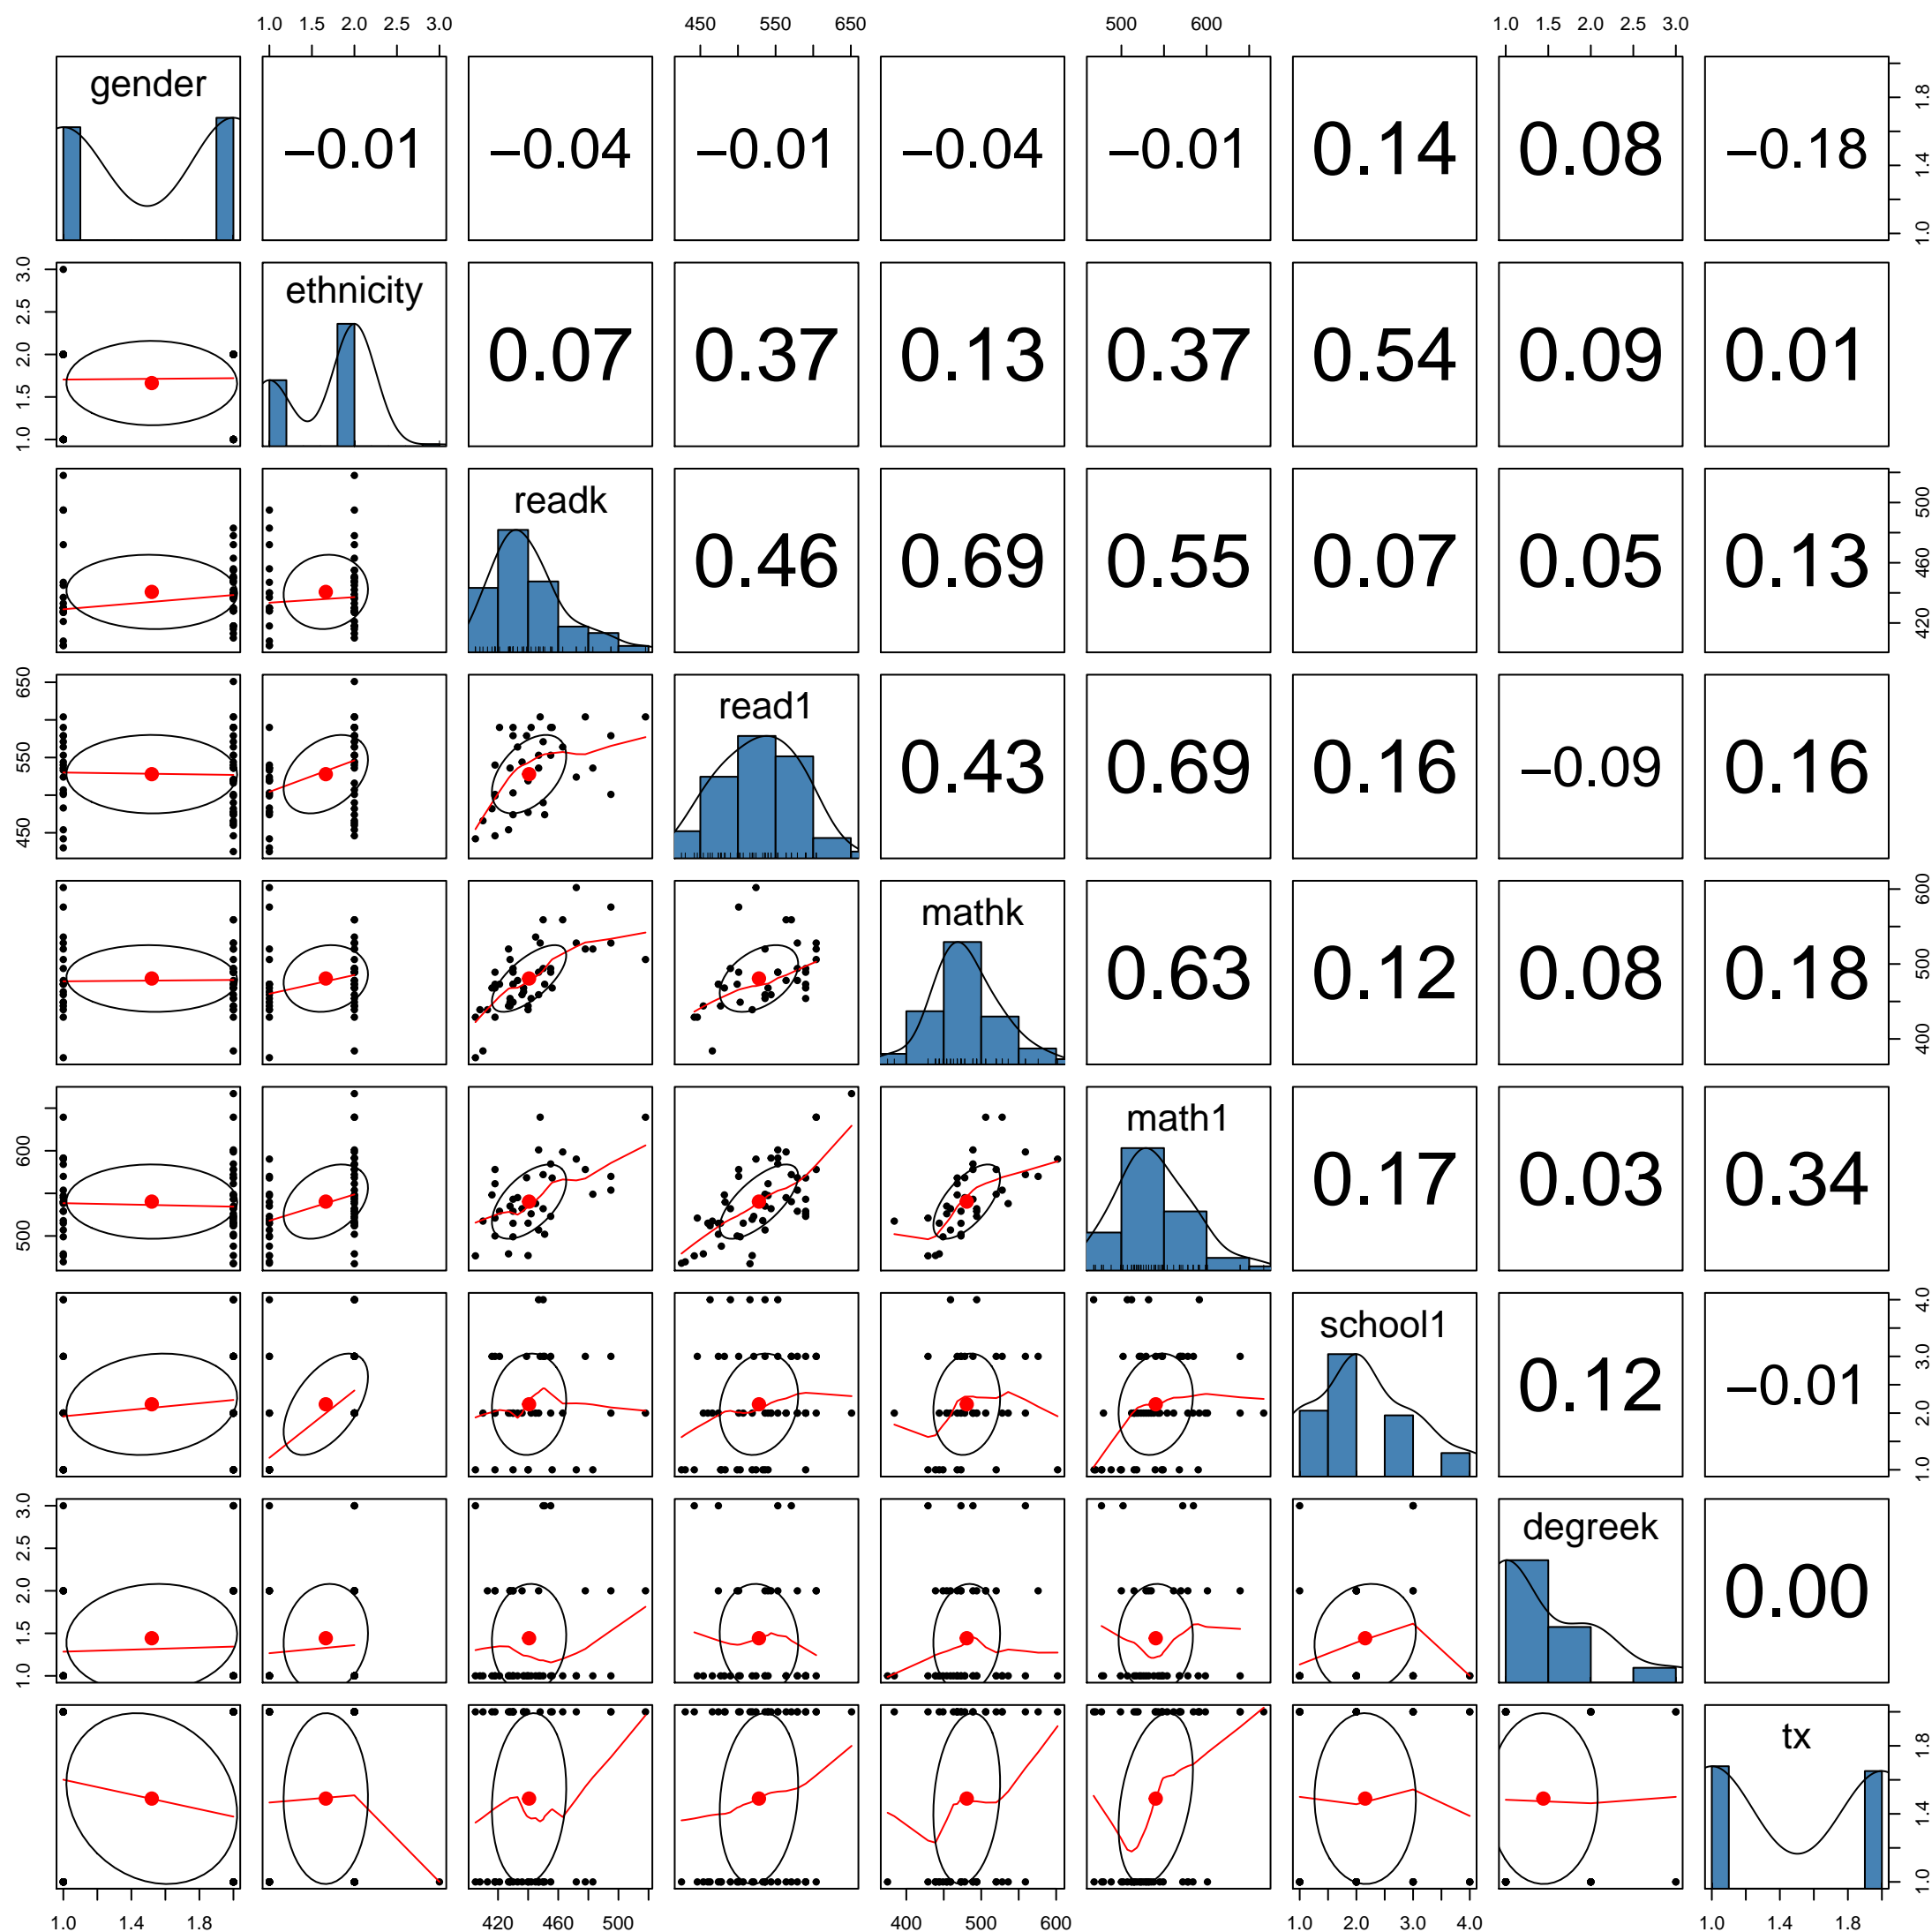 1.0 1.5 2.0 2.5 3.0 450 550 650 500 600 1.0 1.5 2.0 2.5 3.0
gender −0.01 −0.04 −0.01 −0.04 −0.01 0.14 0.08 −0.18 1.0 1.4 1.8
1.0 1.5 2.0 2.5 3.0 ethnicity 0.07 0.37 0.13 0.37 0.54 0.09 0.01
readk 0.46 0.69 0.55 0.07 0.05 0.13 420 460 500
450 550 650 read1 0.43 0.69 0.16 −0.09 0.16
mathk 0.63 0.12 0.08 0.18 400 500 600
500 600 math1 0.17 0.03 0.34
school1 0.12 −0.01 1.0 2.0 3.0 4.0
1.0 1.5 2.0 2.5 3.0 degreek 0.00
tx 1.0 1.4 1.8
1.0 1.4 1.8 420 460 500 400 500 600 1.0 2.0 3.0 4.0 1.0 1.4 1.8